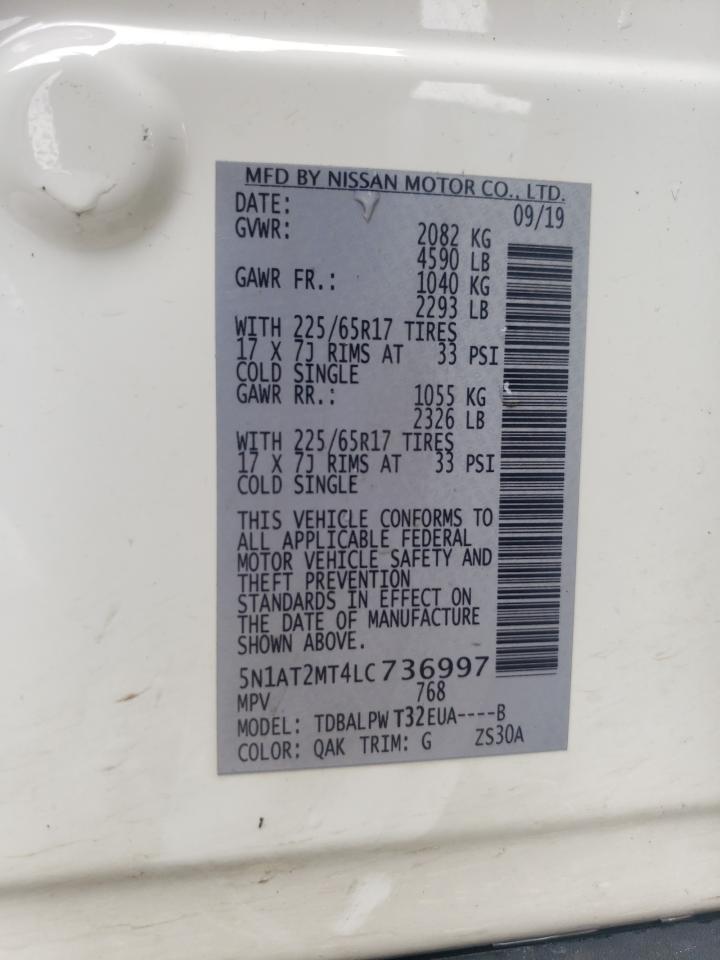 MFD BY NISSAN MOTOR CO., LTD.
DATE: 09/19
GVWR: 2082 KG
4590 LB
GAWR FR.: 1040 KG
2293 LB
WITH 225/65R17 TIRES
17 X 7J RIMS AT 33 PSI
COLD SINGLE
GAWR RR.: 1055 KG
2326 LB
WITH 225/65R17 TIRES
17 X 7J RIMS AT 33 PSI
COLD SINGLE
THIS VEHICLE CONFORMS TO
ALL APPLICABLE FEDERAL
MOTOR VEHICLE SAFETY AND
THEFT PREVENTION
STANDARDS IN EFFECT ON
THE DATE OF MANUFACTURE
SHOWN ABOVE.
5N1AT2MT4LC736997
MPV 768
MODEL: TDBALPWT32EUA----B
COLOR: QAK TRIM: G ZS30A